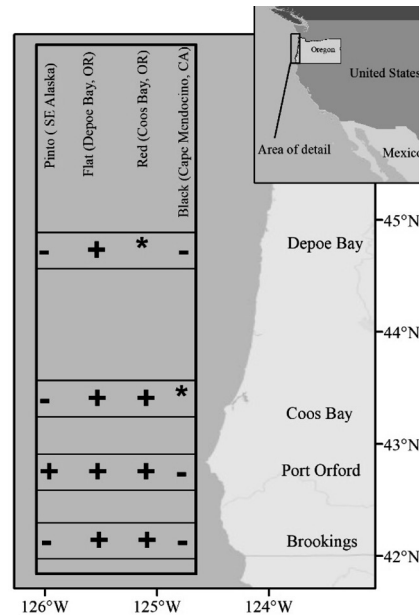 Pinto ( SE Alaska)
Flat (Depoe Bay, OR)
Red (Coos Bay, OR)
Black (Cape Mendocino, CA)
- + * -
- + + *
+ + + -
- + + -
Oregon
United States
Mexico
Area of detail
Depoe Bay
Coos Bay
Port Orford
Brookings
45°N
44°N
43°N
42°N
126°W
125°W
124°W